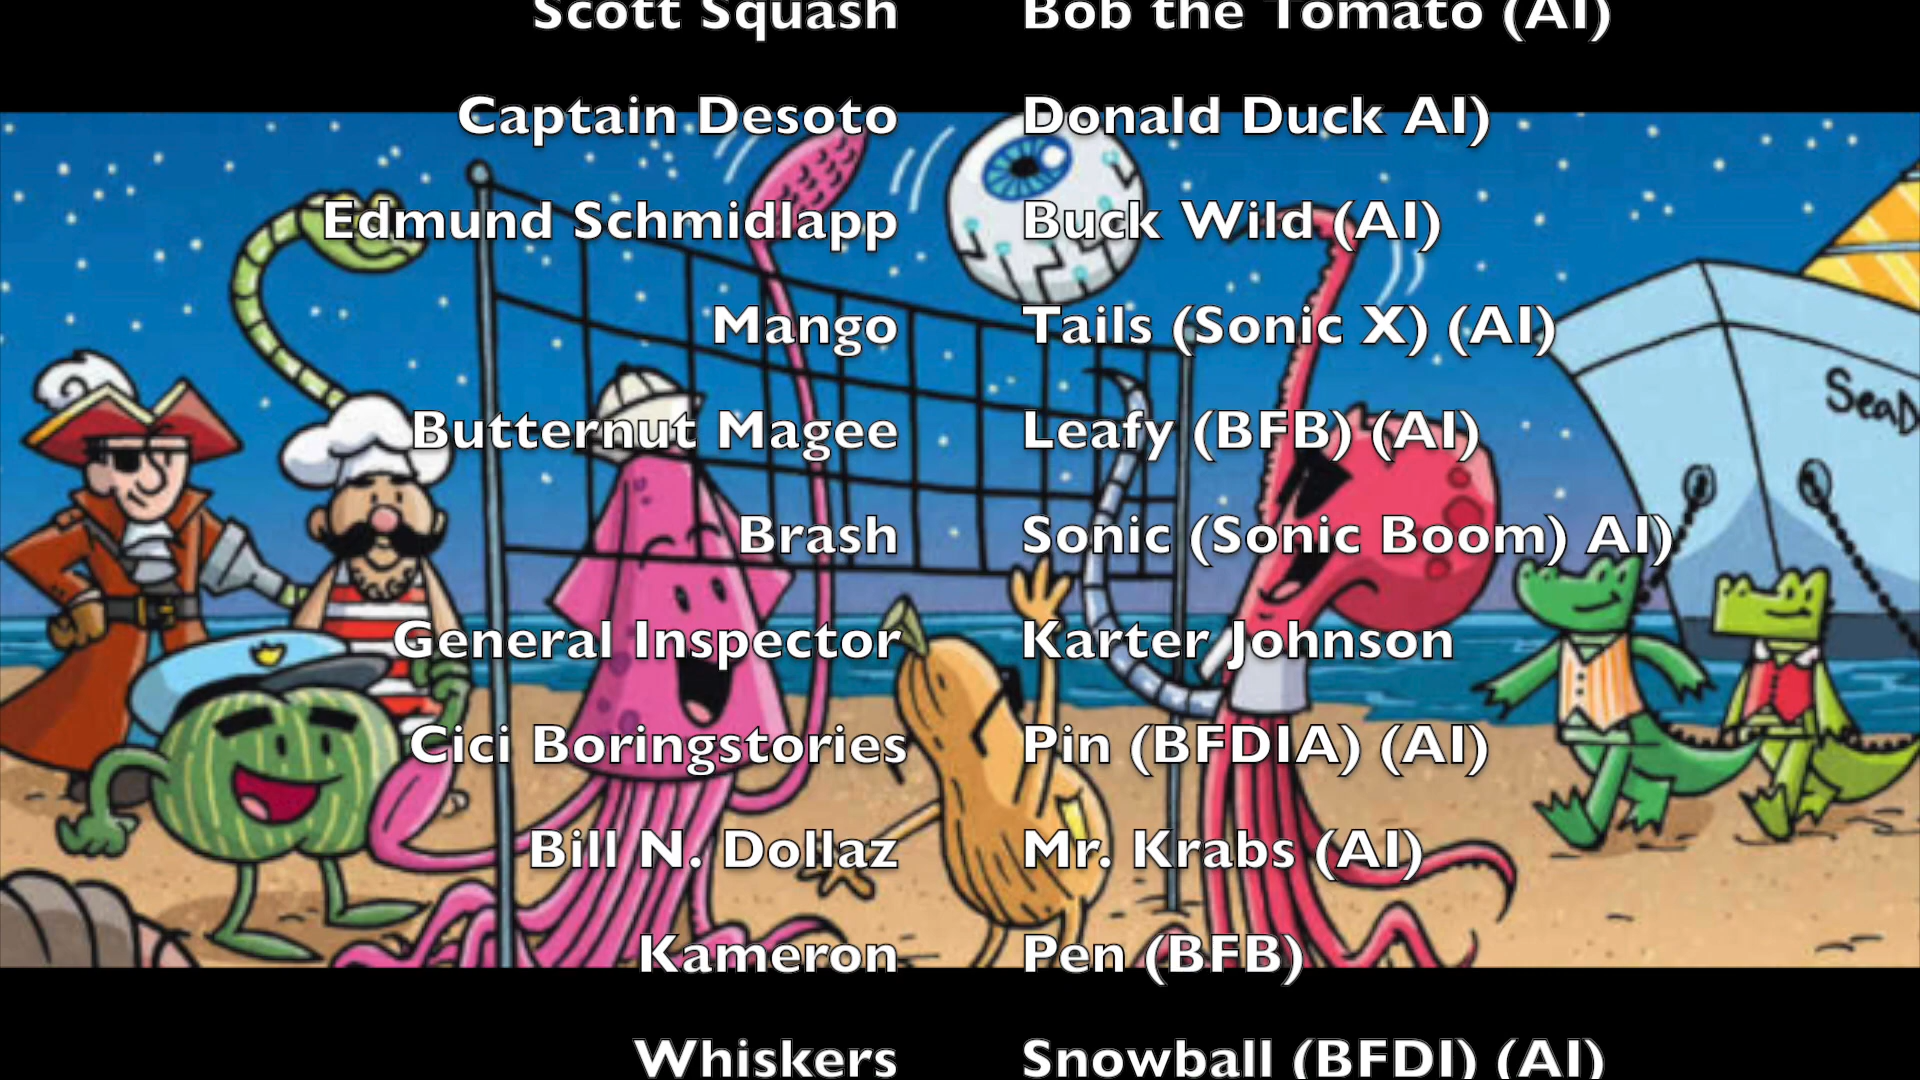 Scott Squash Bob the Tomato (AI)
Captain Desoto Donald Duck AI)
Edmund Schmidlapp Buck Wild (AI)
Mango Tails (Sonic X) (AI)
Butternut Magee Leafy (BFB) (AI)
Brash Sonic (Sonic Boom) AI)
General Inspector Karter Johnson
Cici Boringstories Pin (BFDIA) (AI)
Bill N. Dollaz Mr. Krabs (AI)
Kameron Pen (BFB)
Whiskers Snowball (BFDI) (AI)
SeaD